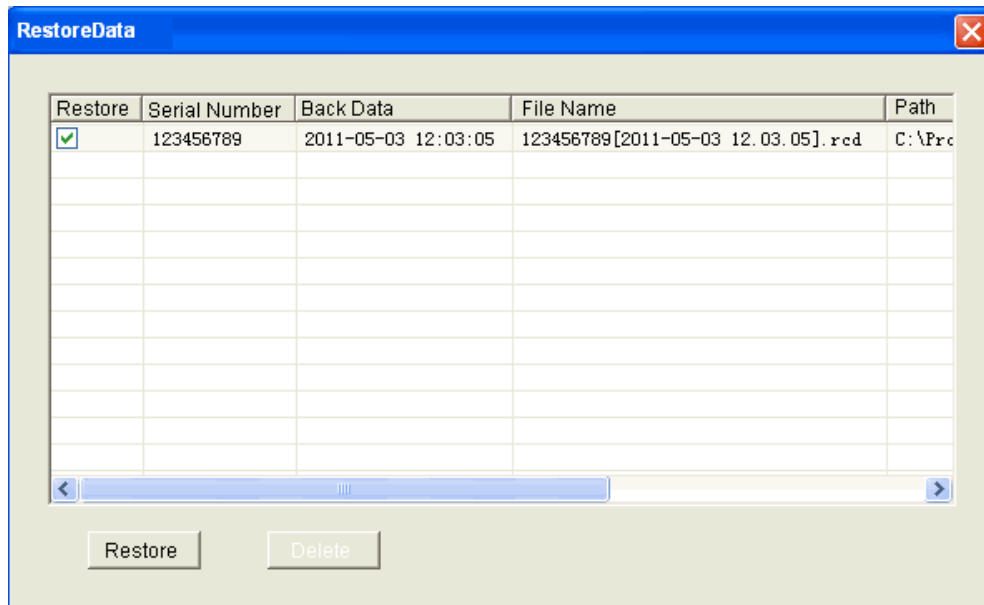 RestoreData
Restore Serial Number Back Data File Name Path
123456789 2011-05-03 12:03:05 123456789[2011-05-03 12.03.05].rcd C:\Pro
Restore Delete